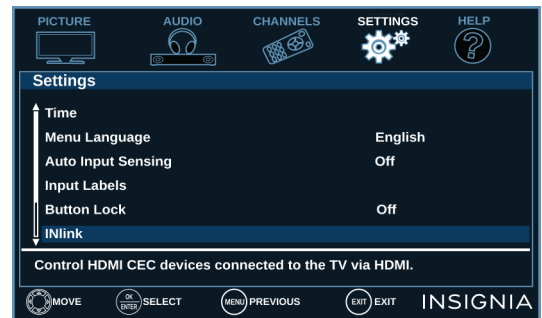 PICTURE AUDIO CHANNELS SETTINGS HELP
Settings
Time
Menu Language English
Auto Input Sensing Off
Input Labels
Button Lock Off
INlink
Control HDMI CEC devices connected to the TV via HDMI.
MOVE OK ENTER SELECT MENU PREVIOUS EXIT EXIT INSIGNIA